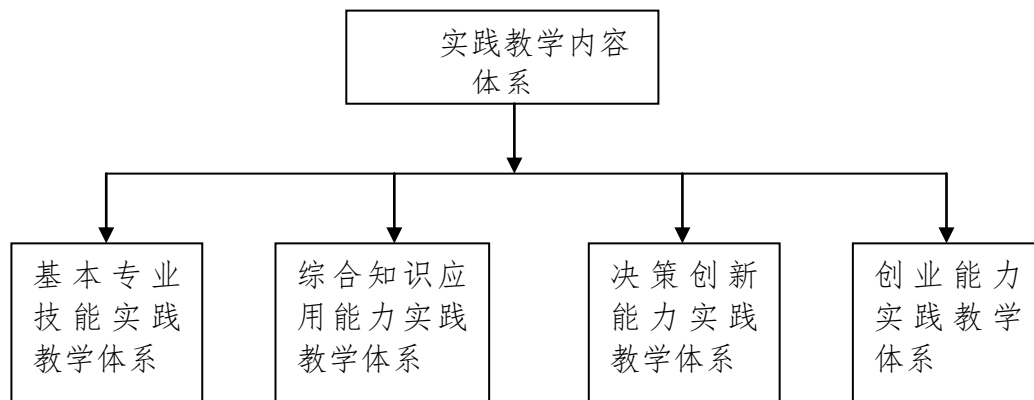 实践教学内容
体系
基本专业
技能实践
教学体系
综合知识应
用能力实践
教学体系
决策创新
能力实践
教学体系
创业能力
实践教学
体系